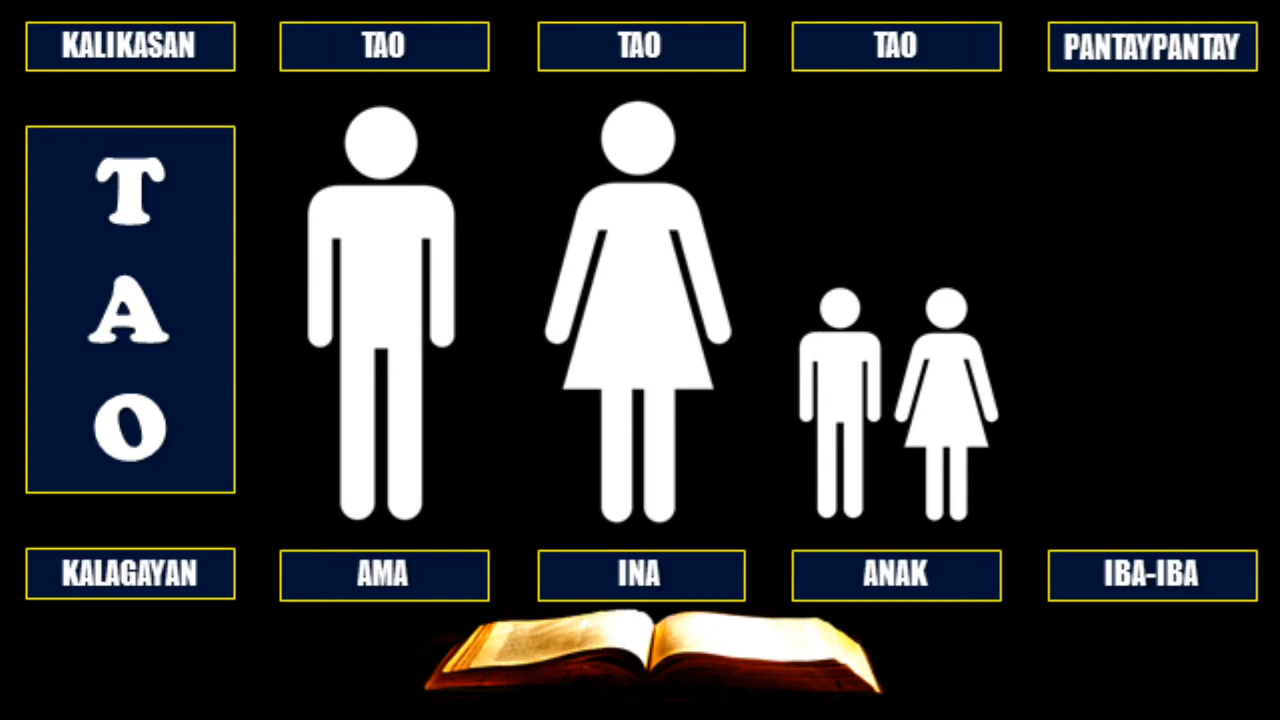 KALIKASAN TAO TAO TAO PANTAYPANTAY
T
A
O
KALAGAYAN AMA INA ANAK IBA-IBA